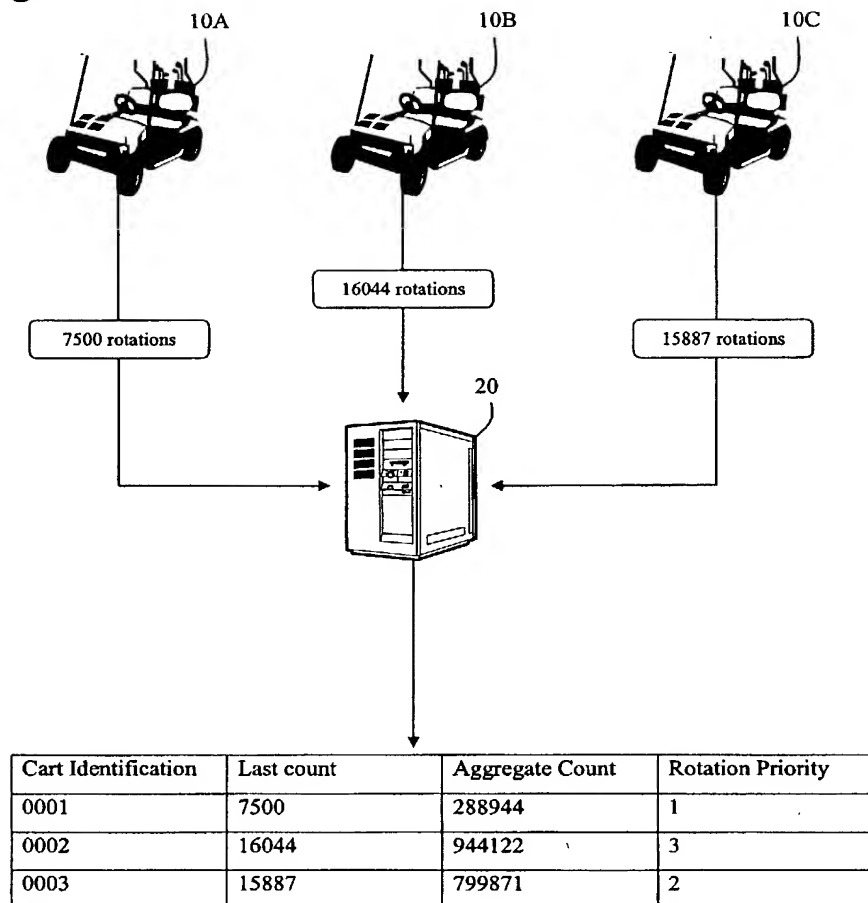 10A 10B 10C
16044 rotations
7500 rotations 15887 rotations
20
Cart Identification Last count Aggregate Count Rotation Priority
0001 7500 288944 1
0002 16044 944122 3
0003 15887 799871 2